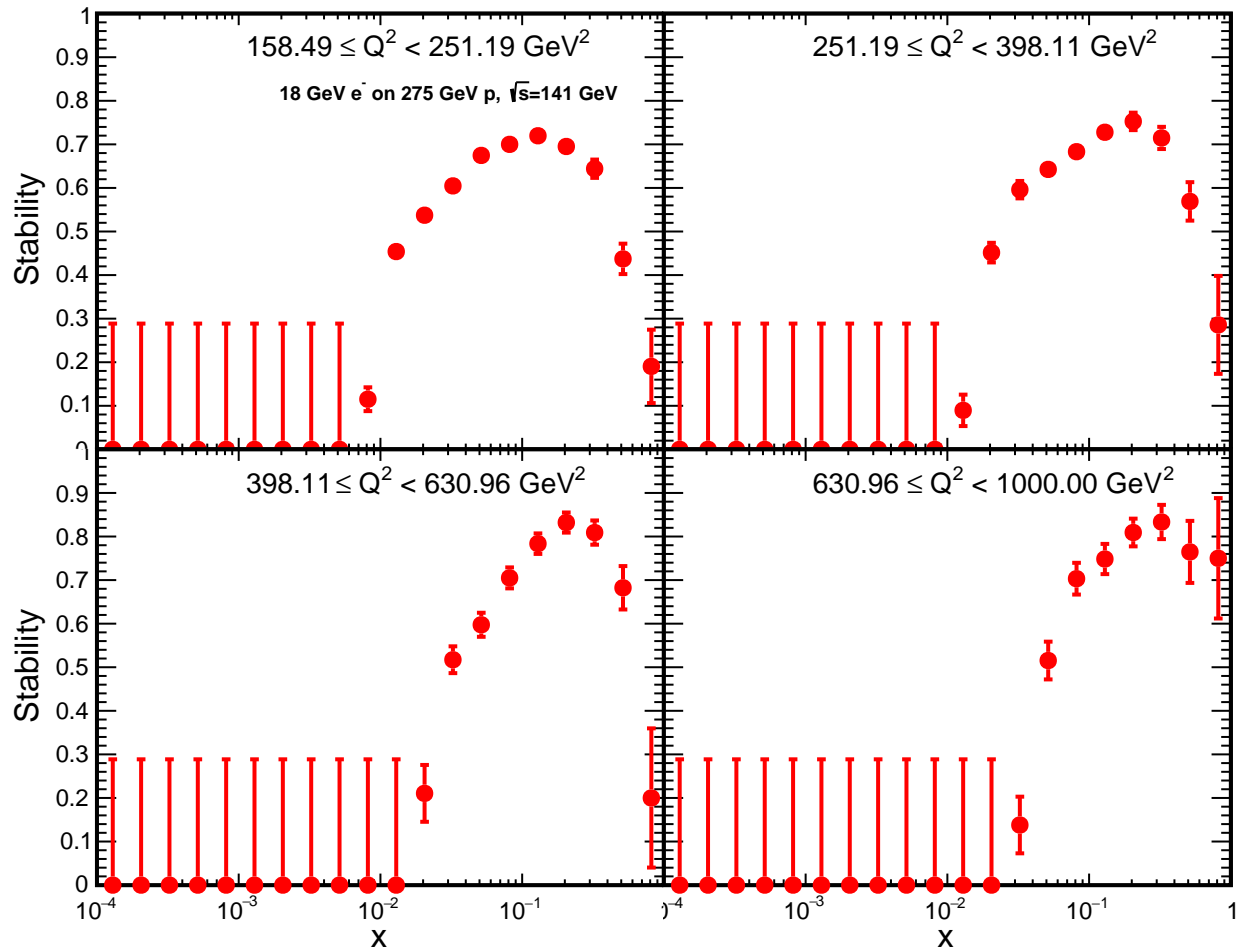 158.49 ≤ Q² < 251.19 GeV²
18 GeV e⁻ on 275 GeV p, √s=141 GeV
251.19 ≤ Q² < 398.11 GeV²
1
0.9
0.8
0.7
0.6
0.5
0.4
0.3
0.2
0.1
0
Stability
398.11 ≤ Q² < 630.96 GeV²
630.96 ≤ Q² < 1000.00 GeV²
1
0.9
0.8
0.7
0.6
0.5
0.4
0.3
0.2
0.1
0
Stability
10⁻⁴ 10⁻³ 10⁻² 10⁻¹ 10⁻⁴ 10⁻³ 10⁻² 10⁻¹ 1
x x